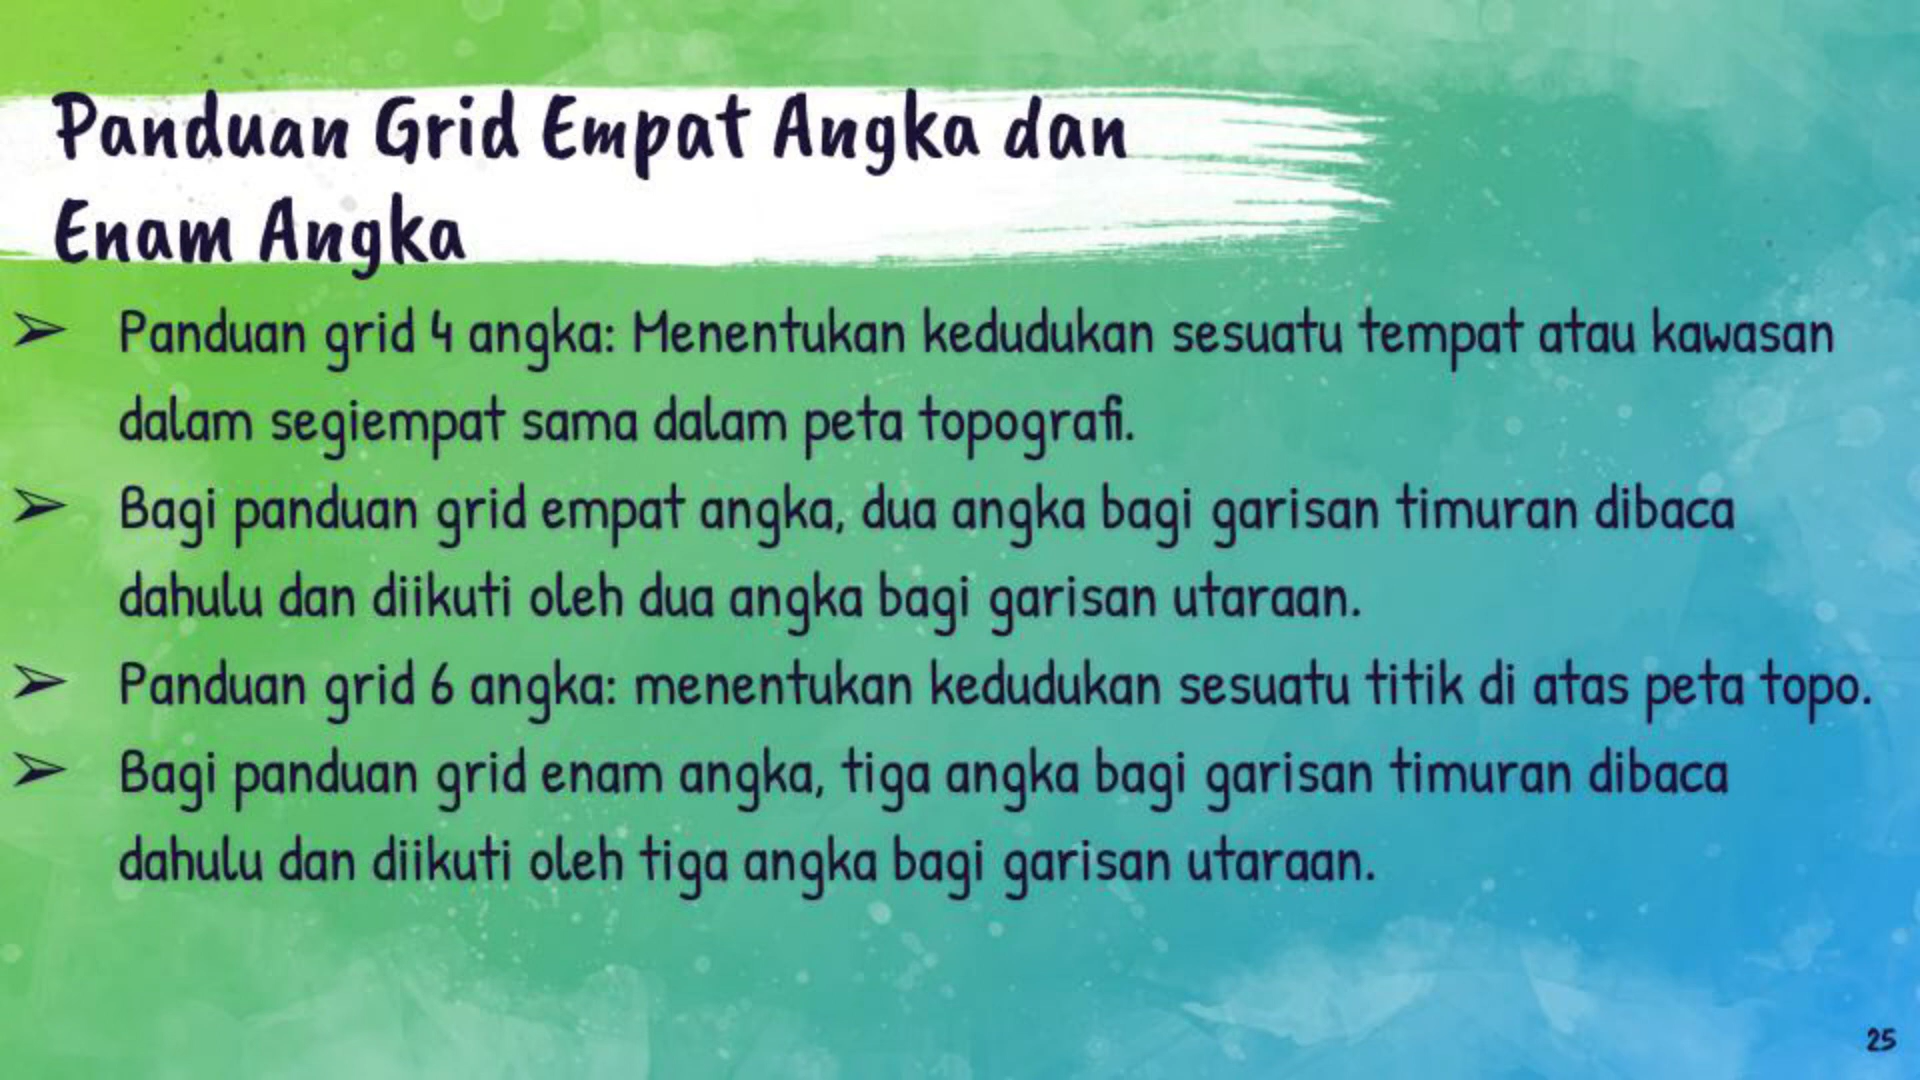 Panduan Grid Empat Angka dan
Enam Angka
➢ Panduan grid 4 angka: Menentukan kedudukan sesuatu tempat atau kawasan
dalam segiempat sama dalam peta topografi.
➢ Bagi panduan grid empat angka, dua angka bagi garisan timuran dibaca
dahulu dan diikuti oleh dua angka bagi garisan utaraan.
➢ Panduan grid 6 angka: menentukan kedudukan sesuatu titik di atas peta topo.
➢ Bagi panduan grid enam angka, tiga angka bagi garisan timuran dibaca
dahulu dan diikuti oleh tiga angka bagi garisan utaraan.
25